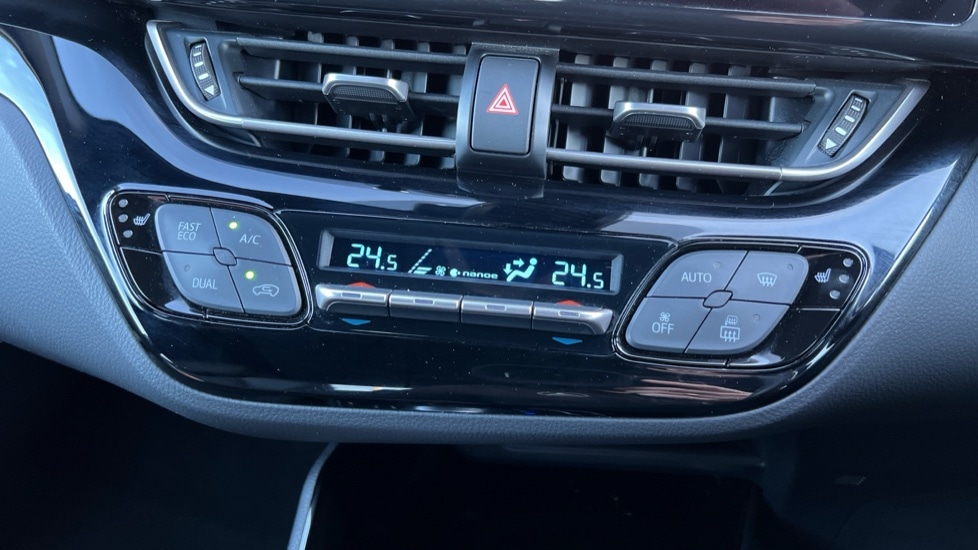 FAST
ECO
A/C
DUAL
24.5 nanoe 24.5
AUTO
OFF